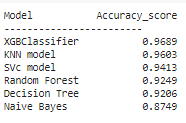 Model Accuracy_score
------------------------
XGBClassifier 0.9689
KNN model 0.9603
SVc model 0.9413
Random Forest 0.9249
Decision Tree 0.9206
Naive Bayes 0.8749